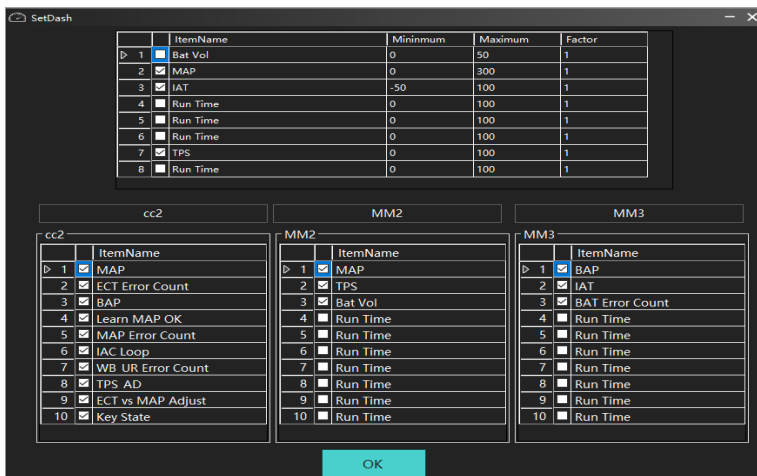 SetDash
ItemName Mininmum Maximum Factor
1 Bat Vol 0 50 1
2 MAP 0 300 1
3 IAT -50 100 1
4 Run Time 0 100 1
5 Run Time 0 100 1
6 Run Time 0 100 1
7 TPS 0 100 1
8 Run Time 0 100 1
cc2 MM2 MM3
cc2
ItemName
1 MAP
2 ECT Error Count
3 BAP
4 Learn MAP OK
5 MAP Error Count
6 IAC Loop
7 WB UR Error Count
8 TPS AD
9 ECT vs MAP Adjust
10 Key State
MM2
ItemName
1 MAP
2 TPS
3 Bat Vol
4 Run Time
5 Run Time
6 Run Time
7 Run Time
8 Run Time
9 Run Time
10 Run Time
MM3
ItemName
1 BAP
2 IAT
3 BAT Error Count
4 Run Time
5 Run Time
6 Run Time
7 Run Time
8 Run Time
9 Run Time
10 Run Time
OK